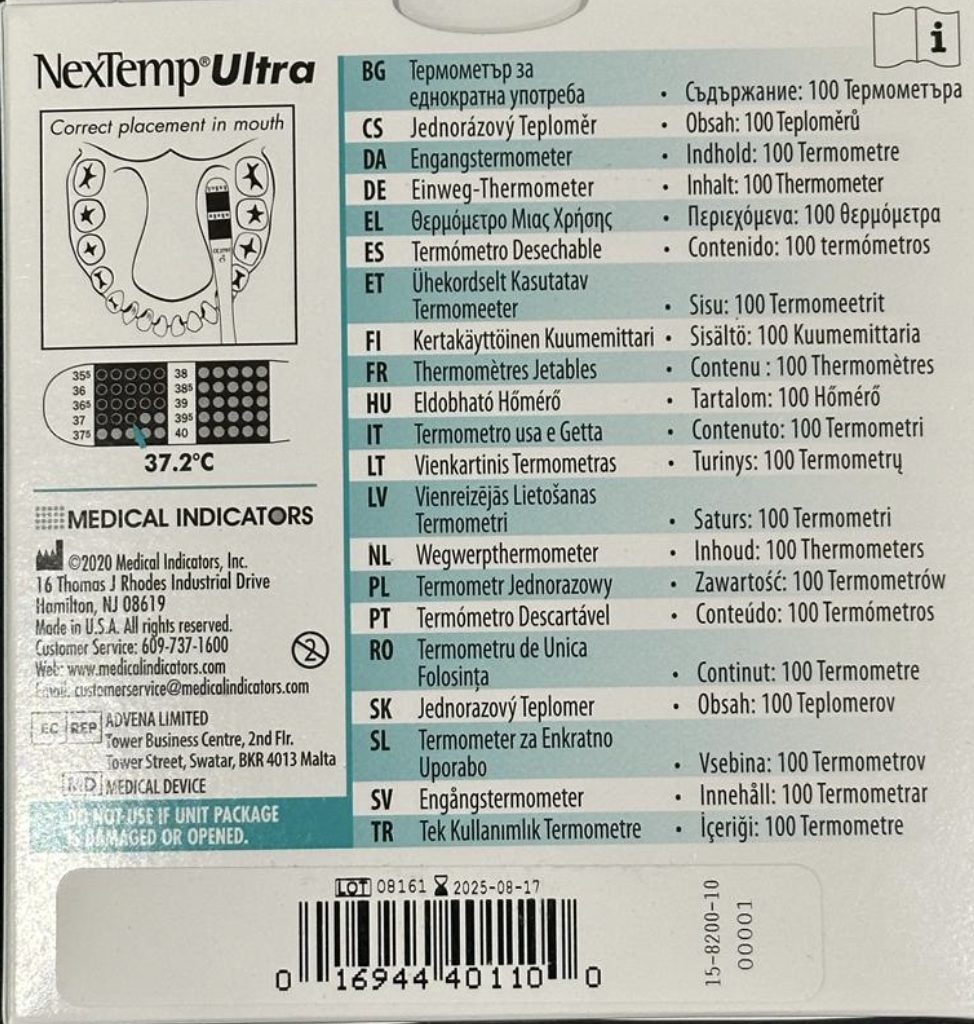 NexTemp®Ultra
Correct placement in mouth
35⁵ 38
36 38⁵
36⁵ 39
37 39⁵
37⁵ 40
37.2°C
MEDICAL INDICATORS
©2020 Medical Indicators, Inc.
16 Thomas J Rhodes Industrial Drive
Hamilton, NJ 08619
Made in U.S.A. All rights reserved.
Customer Service: 609-737-1600
Web: www.medicalindicators.com
Email: customerservice@medicalindicators.com
2
EC REP ADVENA LIMITED
Tower Business Centre, 2nd Flr.
Tower Street, Swatar, BKR 4013 Malta
MD MEDICAL DEVICE
DO NOT USE IF UNIT PACKAGE
IS DAMAGED OR OPENED.
i
BG Термометър за
еднократна употреба • Съдържание: 100 Термометъра
CS Jednorázový Teploměr • Obsah: 100 Teploměrů
DA Engangstermometer • Indhold: 100 Termometre
DE Einweg-Thermometer • Inhalt: 100 Thermometer
EL Θερμόμετρο Μιας Χρήσης • Περιεχόμενα: 100 θερμόμετρα
ES Termómetro Desechable • Contenido: 100 termómetros
ET Ühekordselt Kasutatav
Termomeeter • Sisu: 100 Termomeetrit
FI Kertakäyttöinen Kuumemittari • Sisältö: 100 Kuumemittaria
FR Thermomètres Jetables • Contenu : 100 Thermomètres
HU Eldobható Hőmérő • Tartalom: 100 Hőmérő
IT Termometro usa e Getta • Contenuto: 100 Termometri
LT Vienkartinis Termometras • Turinys: 100 Termometrų
LV Vienreizējās Lietošanas
Termometri • Saturs: 100 Termometri
NL Wegwerpthermometer • Inhoud: 100 Thermometers
PL Termometr Jednorazowy • Zawartość: 100 Termometrów
PT Termómetro Descartável • Conteúdo: 100 Termómetros
RO Termometru de Unica
Folosința • Continut: 100 Termometre
SK Jednorazový Teplomer • Obsah: 100 Teplomerov
SL Termometer za Enkratno
Uporabo • Vsebina: 100 Termometrov
SV Engångstermometer • Innehåll: 100 Termometrar
TR Tek Kullanımlık Termometre • İçeriği: 100 Termometre
LOT 08161 2025-08-17
0 16944 40110 0
15-8200-10
00001